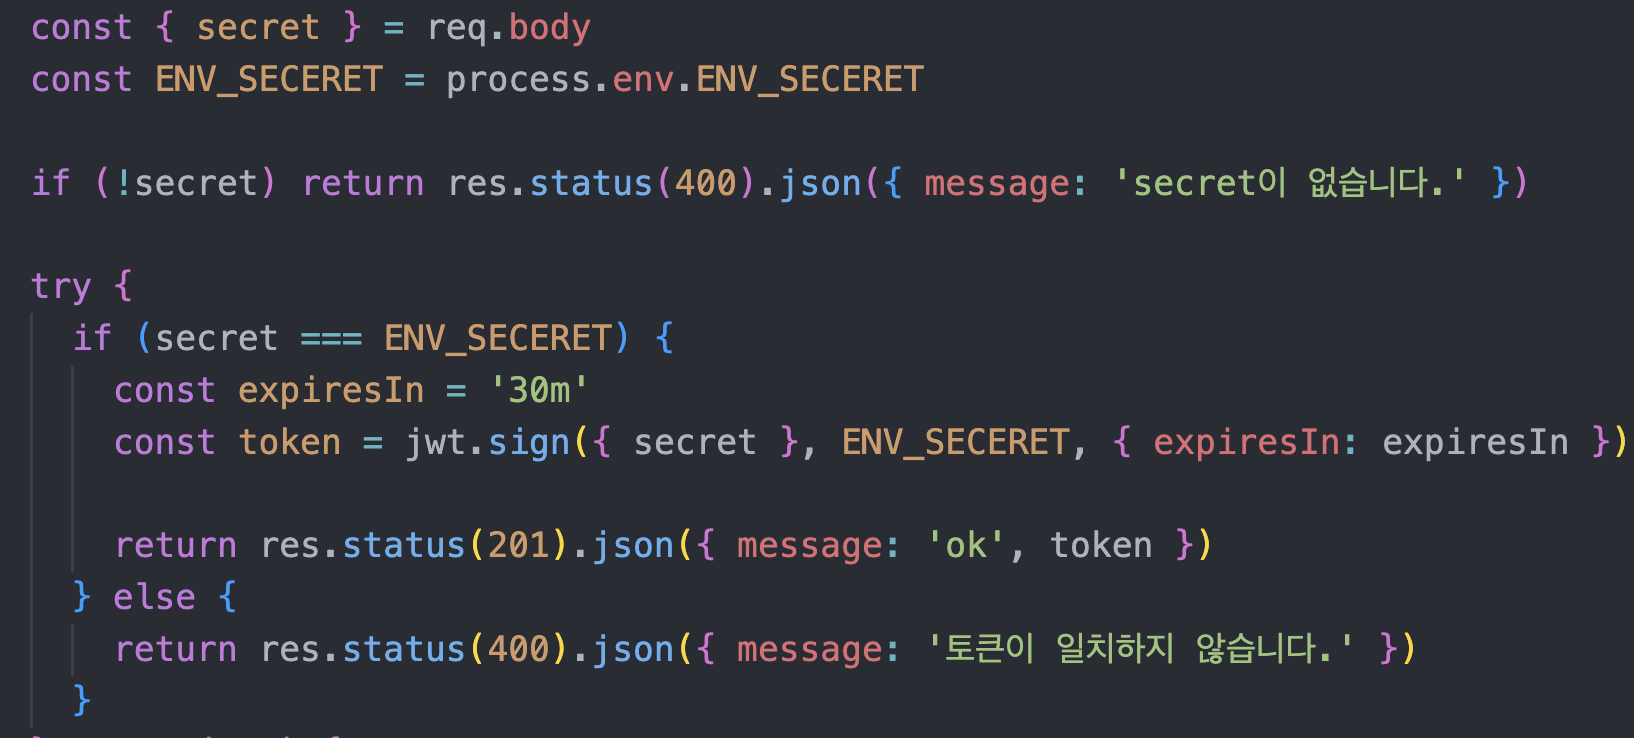 const { secret } = req.body
const ENV_SECERET = process.env.ENV_SECERET
if (!secret) return res.status(400).json({ message: 'secret이 없습니다.' })
try {
if (secret === ENV_SECERET) {
const expiresIn = '30m'
const token = jwt.sign({ secret }, ENV_SECERET, { expiresIn: expiresIn })
return res.status(201).json({ message: 'ok', token })
} else {
return res.status(400).json({ message: '토큰이 일치하지 않습니다.' })
}